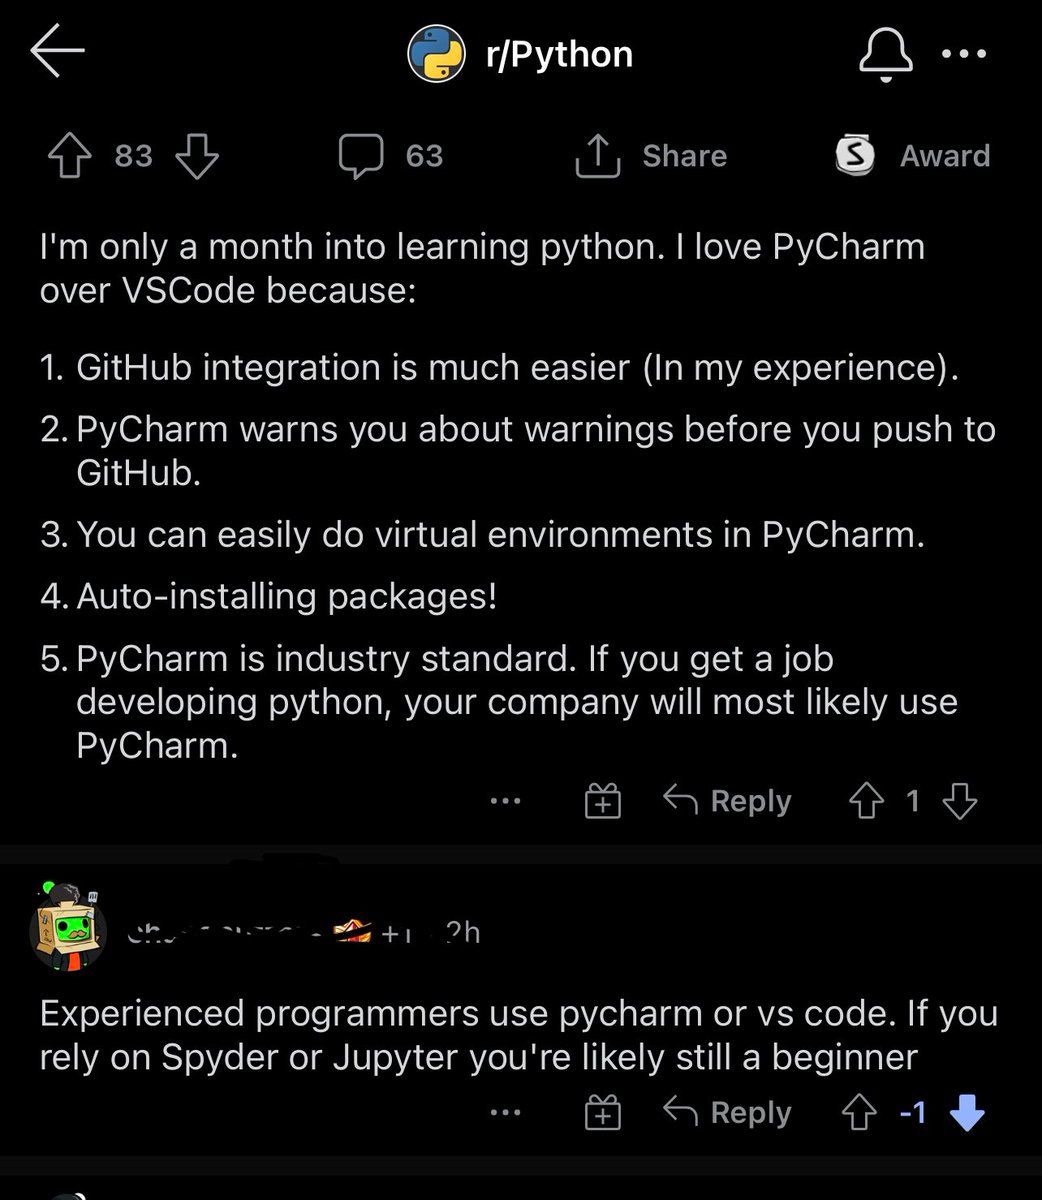 r/Python
83
63
Share
Award
I'm only a month into learning python. I love PyCharm
over VSCode because:
1. GitHub integration is much easier (In my experience).
2. PyCharm warns you about warnings before you push to
GitHub.
3. You can easily do virtual environments in PyCharm.
4. Auto-installing packages!
5. PyCharm is industry standard. If you get a job
developing python, your company will most likely use
PyCharm.
Reply
1
2h
Experienced programmers use pycharm or vs code. If you
rely on Spyder or Jupyter you're likely still a beginner
Reply
-1